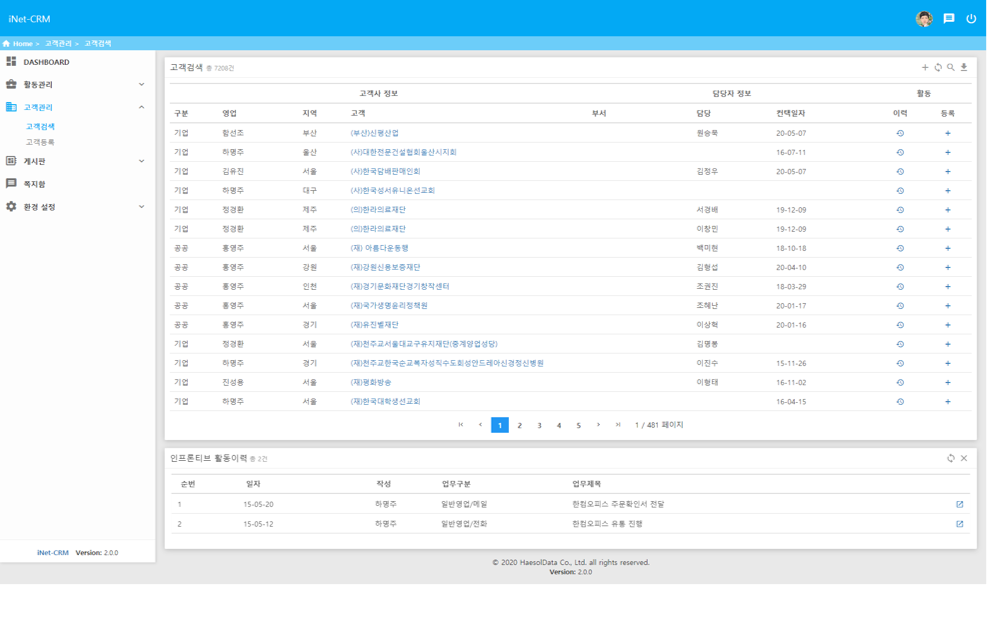 iNet-CRM
Home > 고객관리 > 고객검색
DASHBOARD
활동관리
고객관리
고객검색
고객등록
게시판
쪽지함
환경 설정
iNet-CRM Version: 2.0.0
고객검색 총 7208건
고객사 정보 담당자 정보 활동
구분 영업 지역 고객 부서 담당 컨택일자 이력 등록
기업 함선조 부산 (부산)신명산업 원승묵 20-05-07
기업 하명주 울산 (사)대한전문건설협회울산시지회 16-07-11
기업 김유진 서울 (사)한국담배판매인회 김정우 20-05-07
기업 하명주 대구 (사)한국성서유니온선교회
기업 정경환 제주 (의)한라의료재단 서경배 19-12-09
기업 정경환 제주 (의)한라의료재단 이창민 19-12-09
공공 홍영주 서울 (재) 아름다운동행 백미현 18-10-18
공공 홍영주 강원 (재)강원신용보증재단 김형섭 20-04-10
공공 홍영주 인천 (재)경기문화재단경기창작센터 조권진 18-03-29
공공 홍영주 서울 (재)국가생명윤리정책원 조해난 20-01-17
공공 홍영주 경기 (재)유진벨재단 이상혁 20-01-16
기업 정경환 서울 (재)천주교서울대교구유지재단(중계양업성당) 김명봉
기업 하명주 경기 (재)천주교한국순교복자성직수도회성안드레아신경정신병원 이진수 15-11-26
기업 진성용 서울 (재)평화방송 이형태 16-11-02
기업 하명주 서울 (재)한국대학생선교회 16-04-15
1 2 3 4 5 1 / 481 페이지
인프론티브 활동이력 총 2건
순번 일자 작성 업무구분 업무제목
1 15-05-20 하명주 일반영업/메일 한컴오피스 주문확인서 전달
2 15-05-12 하명주 일반영업/전화 한컴오피스 유통 진행
© 2020 HaesolData Co., Ltd. all rights reserved.
Version: 2.0.0